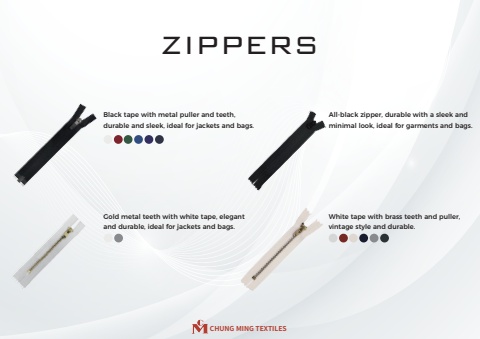 ZIPPERS
Black tape with metal puller and teeth,
durable and sleek, ideal for jackets and bags.
All-black zipper, durable with a sleek and
minimal look, ideal for garments and bags.
Gold metal teeth with white tape, elegant
and durable, ideal for jackets and bags.
White tape with brass teeth and puller,
vintage style and durable.
CHUNG MING TEXTILES